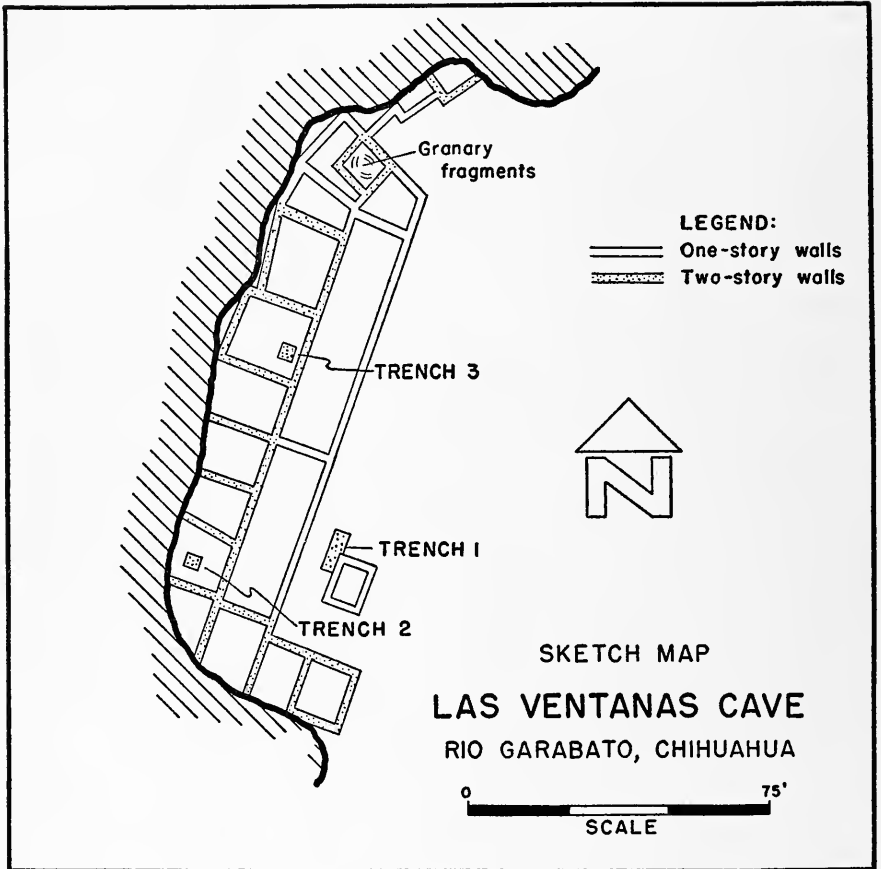 Granary
fragments
LEGEND:
One-story walls
Two-story walls
TRENCH 3
N
TRENCH 1
TRENCH 2
SKETCH MAP
LAS VENTANAS CAVE
RIO GARABATO, CHIHUAHUA
0 75'
SCALE